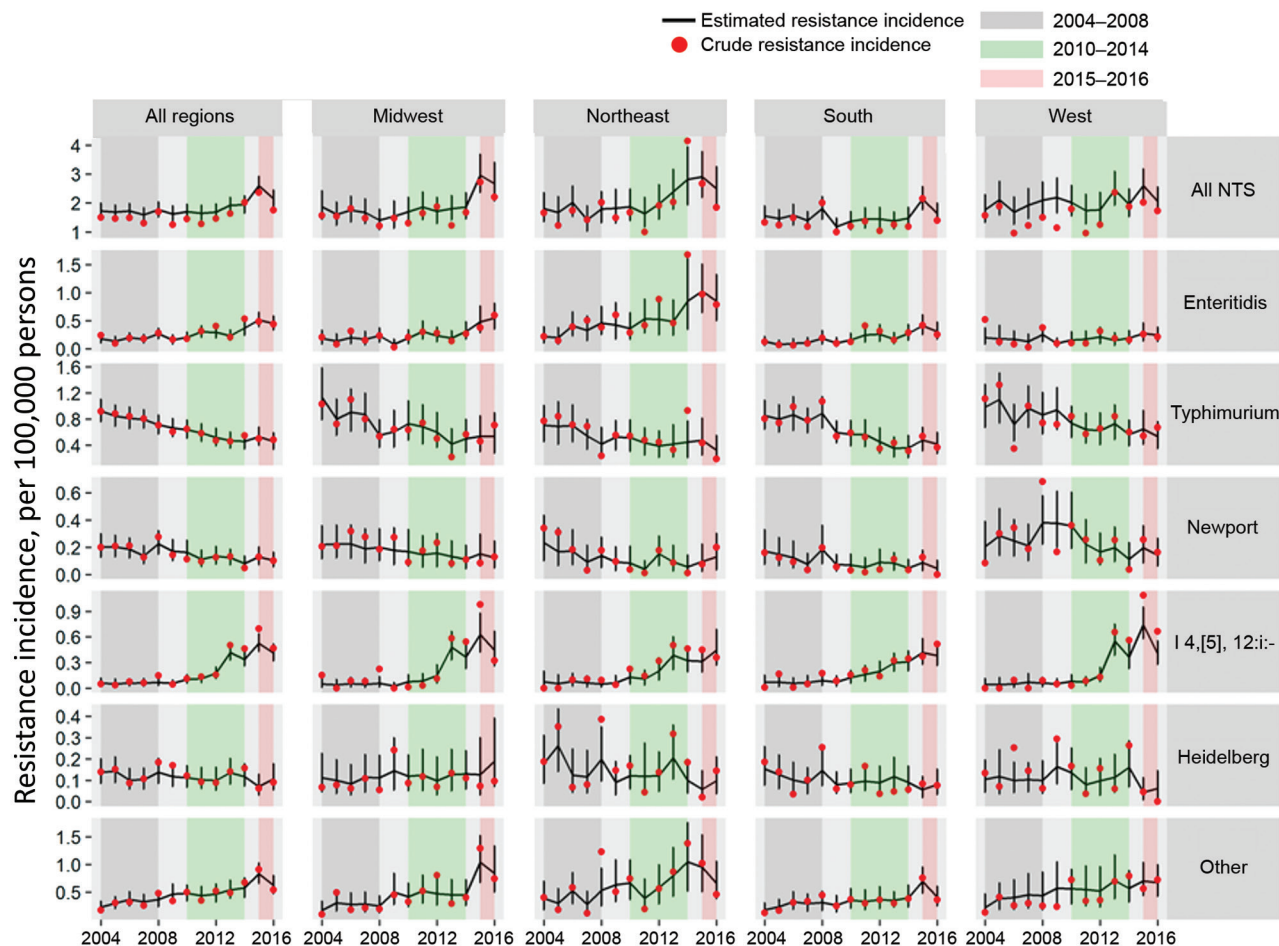 Estimated resistance incidence
Crude resistance incidence
2004–2008
2010–2014
2015–2016
All regions Midwest Northeast South West
Resistance incidence, per 100,000 persons
4
3
2
1
All NTS
1.5
1.0
0.5
0.0
Enteritidis
1.6
1.2
0.8
0.4
Typhimurium
0.6
0.4
0.2
0.0
Newport
0.9
0.6
0.3
0.0
I 4,[5], 12:i:-
0.4
0.3
0.2
0.1
0.0
Heidelberg
1.5
1.0
0.5
Other
2004 2008 2012 2016 2004 2008 2012 2016 2004 2008 2012 2016 2004 2008 2012 2016 2004 2008 2012 2016